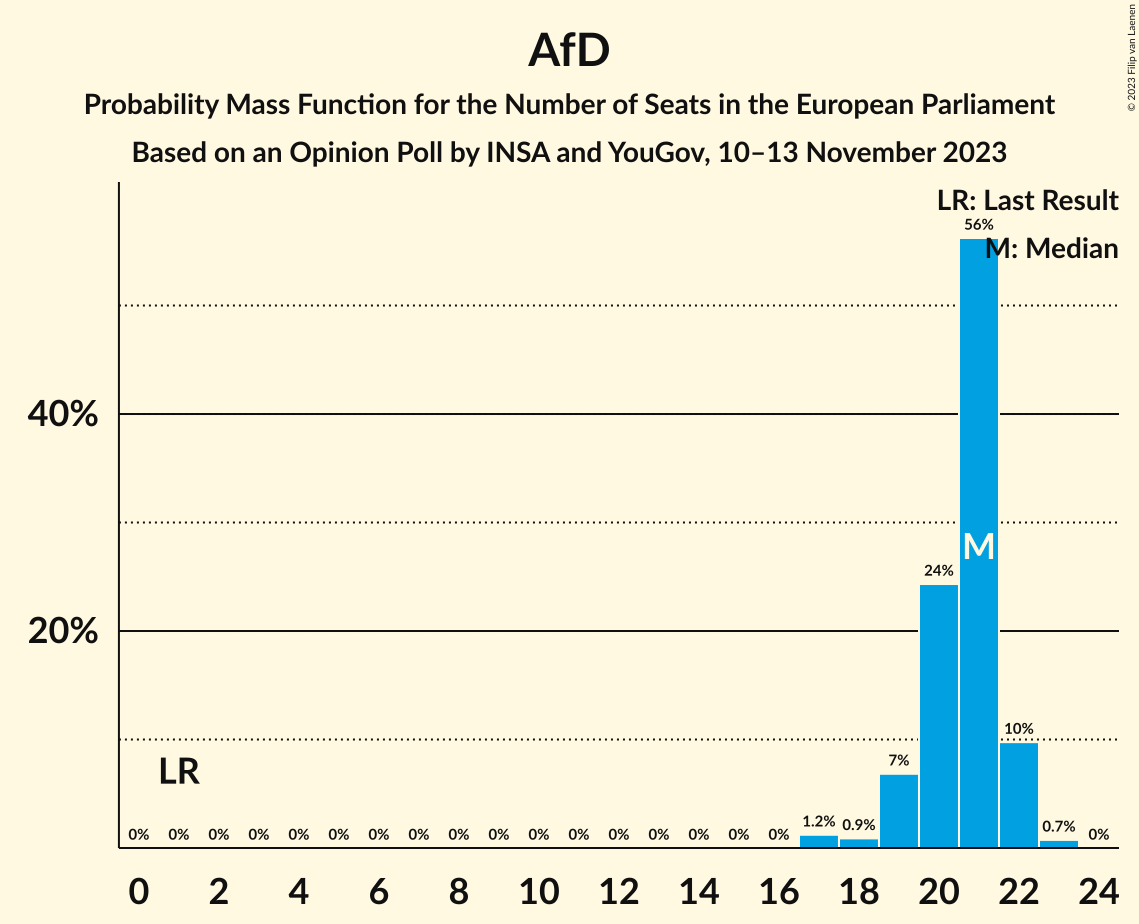 AfD
Probability Mass Function for the Number of Seats in the European Parliament
Based on an Opinion Poll by INSA and YouGov, 10–13 November 2023
© 2023 Filip van Laenen
LR: Last Result
M: Median
56%
40%
M
24%
20%
10%
7%
LR
0% 0% 0% 0% 0% 0% 0% 0% 0% 0% 0% 0% 0% 0% 0% 0% 0% 1.2% 0.9% 0.7% 0%
0 2 4 6 8 10 12 14 16 18 20 22 24